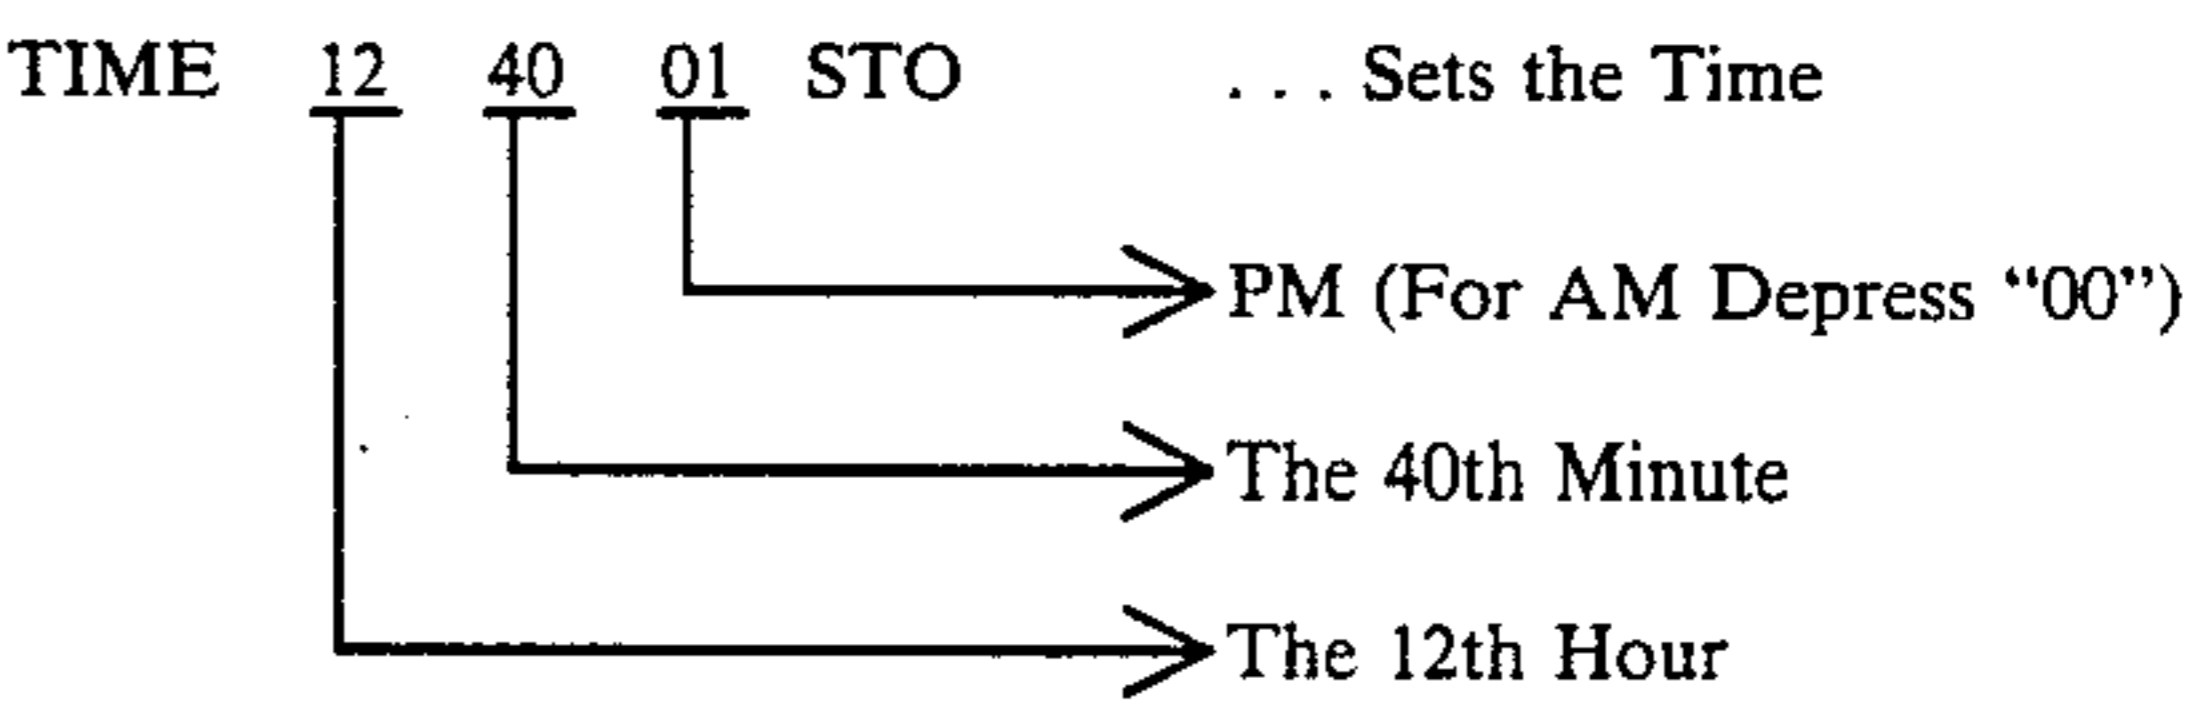 TIME 12 40 01 STO ... Sets the Time
PM (For AM Depress “00”)
The 40th Minute
The 12th Hour